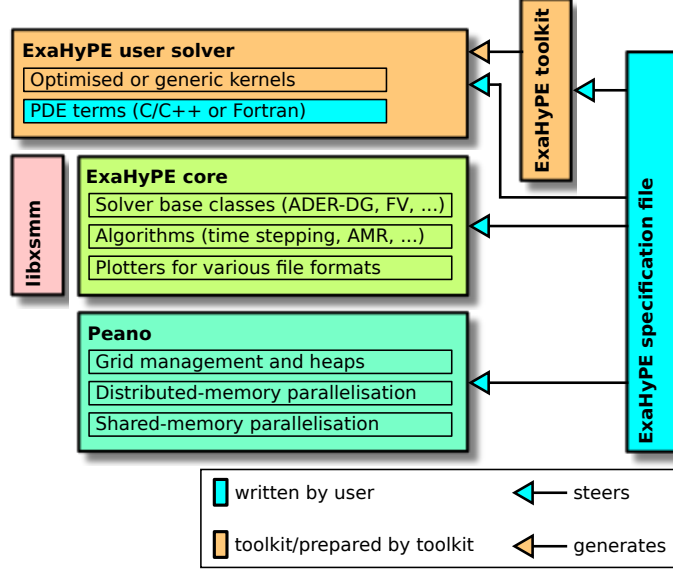 ExaHyPE user solver
Optimised or generic kernels
PDE terms (C/C++ or Fortran)
ExaHyPE toolkit
ExaHyPE specification file
libxsmm
ExaHyPE core
Solver base classes (ADER-DG, FV, ...)
Algorithms (time stepping, AMR, ...)
Plotters for various file formats
Peano
Grid management and heaps
Distributed-memory parallelisation
Shared-memory parallelisation
written by user
steers
toolkit/prepared by toolkit
generates